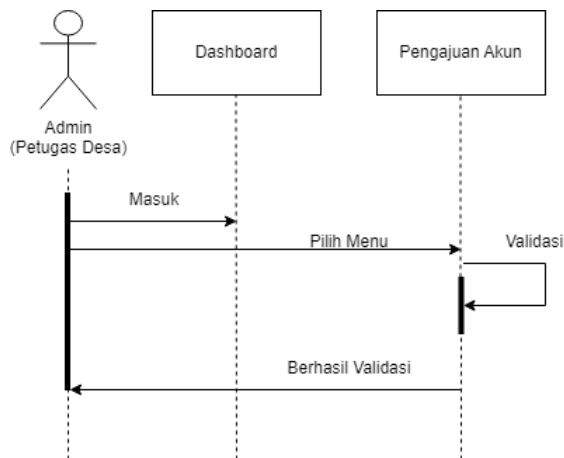 Dashboard
Pengajuan Akun
Admin
(Petugas Desa)
Masuk
Pilih Menu
Validasi
Berhasil Validasi